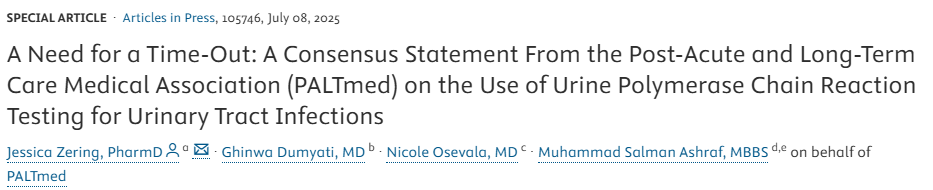 SPECIAL ARTICLE · Articles in Press, 105746, July 08, 2025
A Need for a Time-Out: A Consensus Statement From the Post-Acute and Long-Term
Care Medical Association (PALTmed) on the Use of Urine Polymerase Chain Reaction
Testing for Urinary Tract Infections
Jessica Zering, PharmD a · Ghinwa Dumyati, MD b · Nicole Osevala, MD c · Muhammad Salman Ashraf, MBBS d,e on behalf of
PALTmed